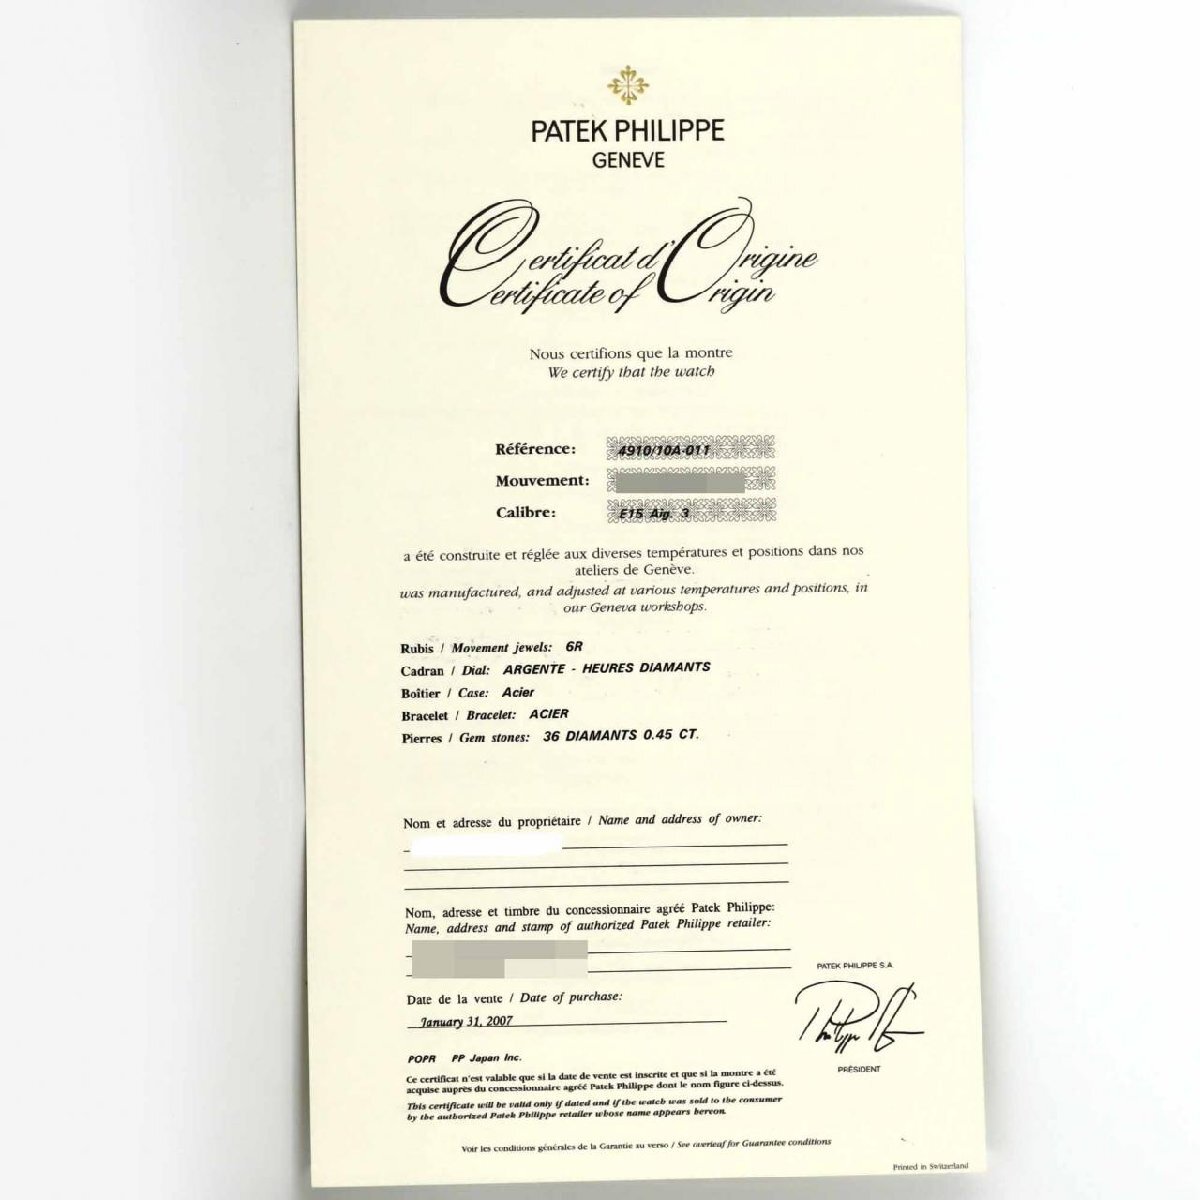 PATEK PHILIPPE
GENEVE
Certificat d'Origine
Certificate of Origin
Nous certifions que la montre
We certify that the watch
Référence: 4910/10A-011
Mouvement:
Calibre: E15 Aig. 3
a été construite et réglée aux diverses températures et positions dans nos
ateliers de Genève.
was manufactured, and adjusted at various temperatures and positions, in
our Geneva workshops.
Rubis / Movement jewels: 6R
Cadran / Dial: ARGENTE - HEURES DIAMANTS
Boîtier / Case: Acier
Bracelet / Bracelet: ACIER
Pierres / Gem stones: 36 DIAMANTS 0.45 CT.
Nom et adresse du propriétaire / Name and address of owner:
Nom, adresse et timbre du concessionnaire agréé Patek Philippe:
Name, address and stamp of authorized Patek Philippe retailer:
PATEK PHILIPPE S.A
Date de la vente / Date of purchase:
January 31, 2007
PRÉSIDENT
POPR PP Japan Inc.
Ce certificat n'est valable que si la date de vente est inscrite et que si la montre a été
acquise auprès du concessionnaire agréé Patek Philippe dont le nom figure ci-dessus.
This certificate will be valid only if dated and if the watch was sold to the consumer
by the authorized Patek Philippe retailer whose name appears hereon.
Voir les conditions générales de la Garantie au verso / See overleaf for Guarantee conditions
Printed in Switzerland